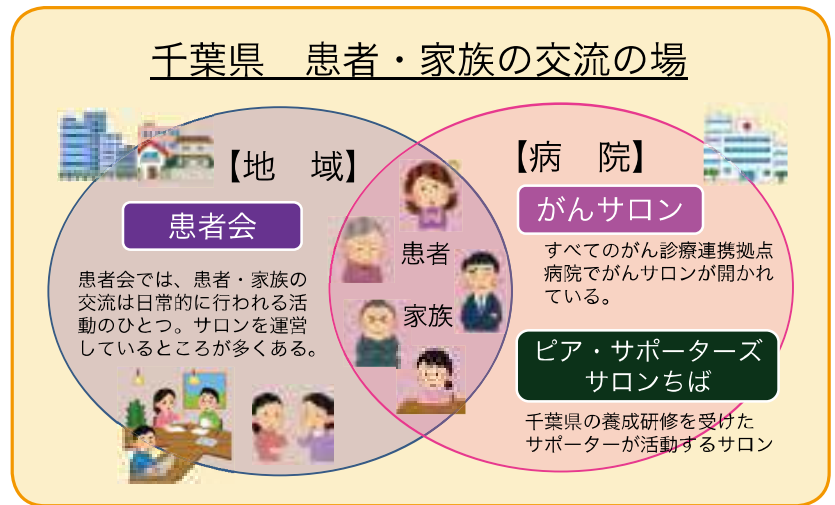 千葉県　患者・家族の交流の場
【地　域】
患者会
患者会では、患者・家族の
交流は日常的に行われる活
動のひとつ。サロンを運営
しているところが多くある。
患者
家族
【病　院】
がんサロン
すべてのがん診療連携拠点
病院でがんサロンが開かれ
ている。
ピア・サポーターズ
サロンちば
千葉県の養成研修を受けた
サポーターが活動するサロン